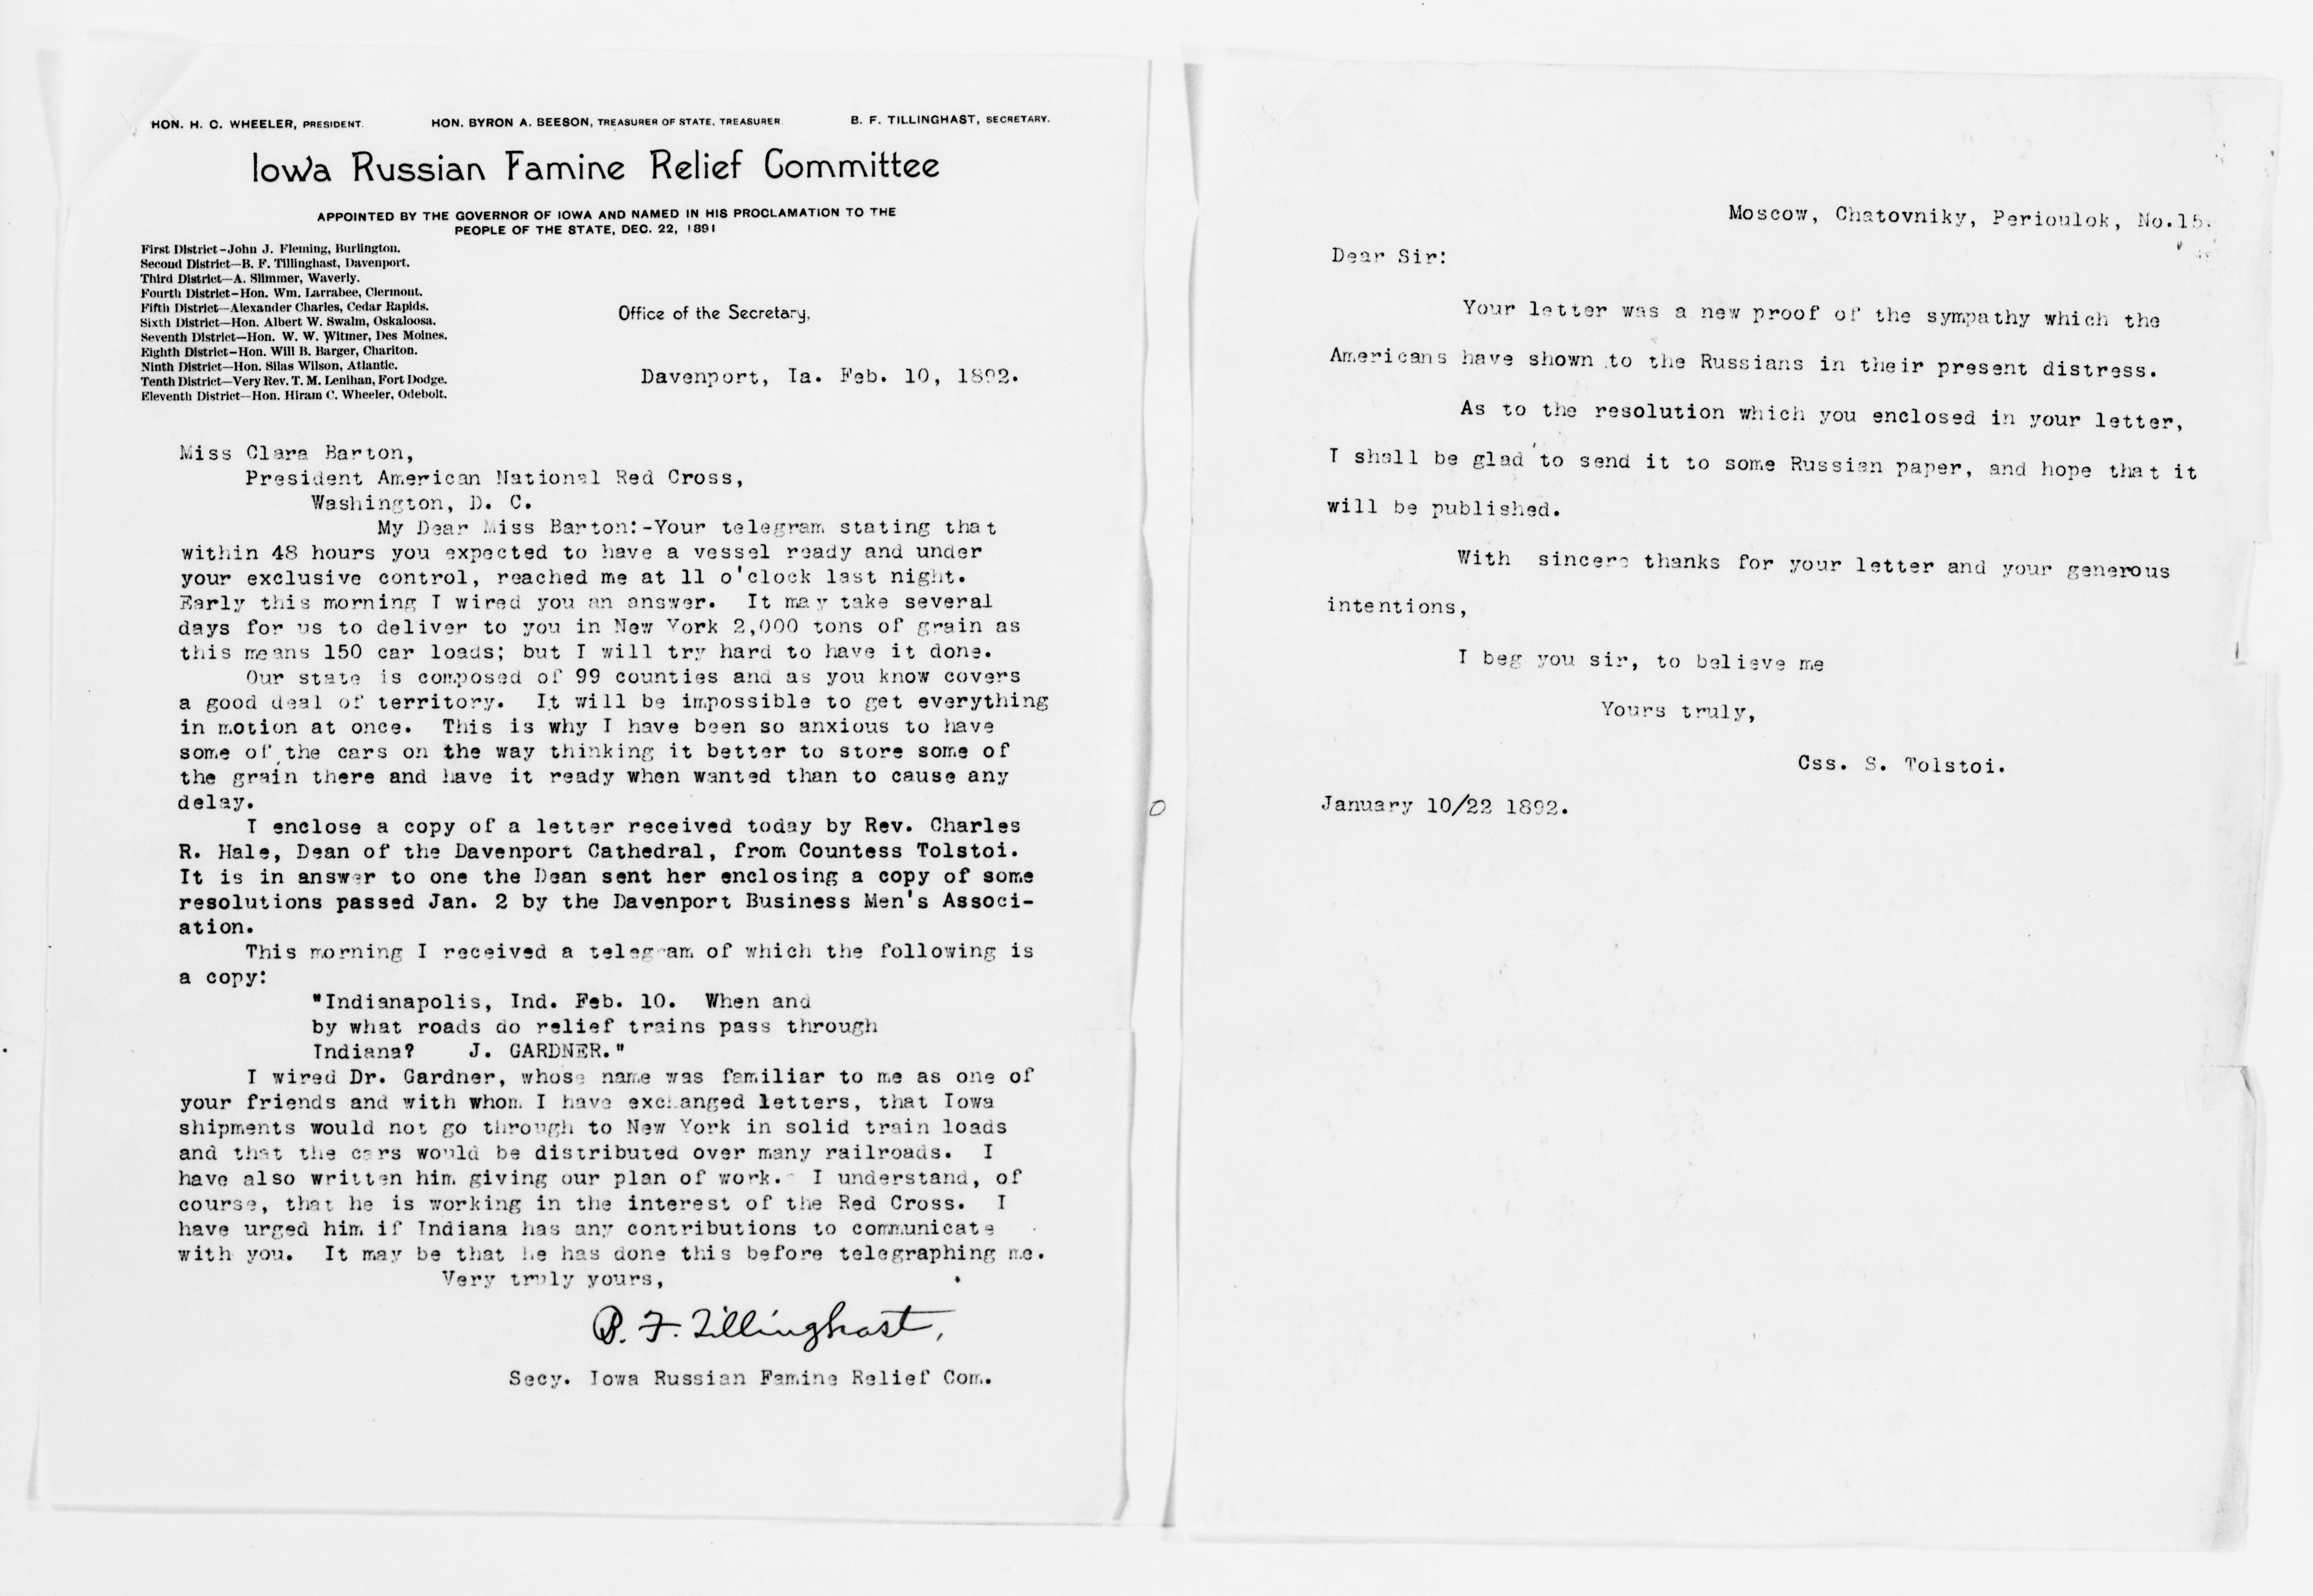 HON. H. C. WHEELER, PRESIDENT.
HON. BYRON A. BEESON, TREASURER OF STATE, TREASURER
B. F. TILLINGHAST, SECRETARY.
Iowa Russian Famine Relief Committee
APPOINTED BY THE GOVERNOR OF IOWA AND NAMED IN HIS PROCLAMATION TO THE
PEOPLE OF THE STATE, DEC. 22, 1891
First District-John J. Fleming, Burlington.
Second District—B. F. Tillinghast, Davenport.
Third District—A. Slimmer, Waverly.
Fourth District-Hon. Wm. Larrabee, Clermont.
Fifth District—Alexander Charles, Cedar Rapids.
Sixth District—Hon. Albert W. Swalm, Oskaloosa.
Seventh District—Hon. W. W. Witmer, Des Moines.
Eighth District-Hon. Will B. Barger, Chariton.
Ninth District—Hon. Silas Wilson, Atlantic.
Tenth District—Very Rev. T. M. Lenihan, Fort Dodge.
Eleventh District—Hon. Hiram C. Wheeler, Odebolt.
Office of the Secretary,
Davenport, Ia. Feb. 10, 1892.
Miss Clara Barton,
President American National Red Cross,
Washington, D. C.
My Dear Miss Barton:-Your telegram stating that
within 48 hours you expected to have a vessel ready and under
your exclusive control, reached me at 11 o'clock last night.
Early this morning I wired you an answer. It may take several
days for us to deliver to you in New York 2,000 tons of grain as
this means 150 car loads; but I will try hard to have it done.
Our state is composed of 99 counties and as you know covers
a good deal of territory. It will be impossible to get everything
in motion at once. This is why I have been so anxious to have
some of the cars on the way thinking it better to store some of
the grain there and have it ready when wanted than to cause any
delay.
I enclose a copy of a letter received today by Rev. Charles
R. Hale, Dean of the Davenport Cathedral, from Countess Tolstoi.
It is in answer to one the Dean sent her enclosing a copy of some
resolutions passed Jan. 2 by the Davenport Business Men's Associ-
ation.
This morning I received a telegram of which the following is
a copy:
"Indianapolis, Ind. Feb. 10. When and
by what roads do relief trains pass through
Indiana? J. GARDNER."
I wired Dr. Gardner, whose name was familiar to me as one of
your friends and with whom I have exchanged letters, that Iowa
shipments would not go through to New York in solid train loads
and that the cars would be distributed over many railroads. I
have also written him giving our plan of work. I understand, of
course, that he is working in the interest of the Red Cross. I
have urged him if Indiana has any contributions to communicate
with you. It may be that he has done this before telegraphing me.
Very truly yours,
B. F. Tillinghast,
Secy. Iowa Russian Famine Relief Com.
Moscow, Chatovniky, Perioulok, No.15.
Dear Sir:
Your letter was a new proof of the sympathy which the
Americans have shown to the Russians in their present distress.
As to the resolution which you enclosed in your letter,
I shall be glad to send it to some Russian paper, and hope that it
will be published.
With sincere thanks for your letter and your generous
intentions,
I beg you sir, to believe me
Yours truly,
Css. S. Tolstoi.
January 10/22 1892.